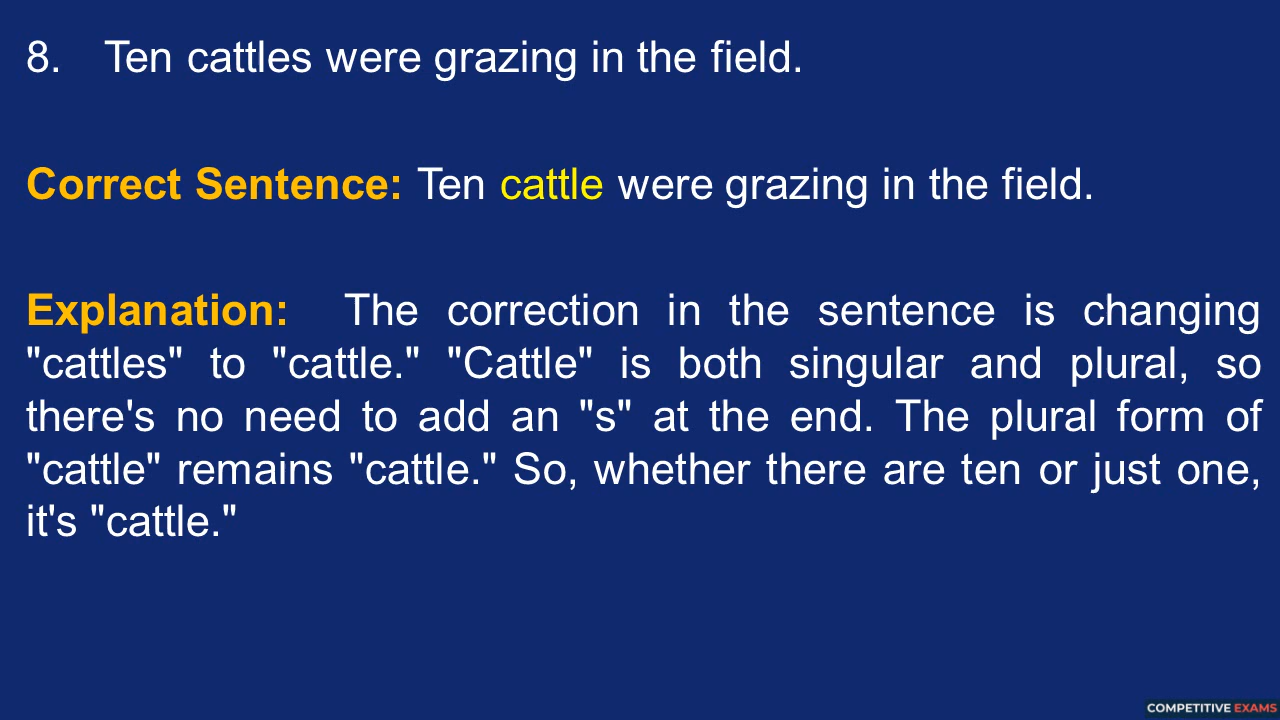 8. Ten cattles were grazing in the field.
Correct Sentence: Ten cattle were grazing in the field.
Explanation: The correction in the sentence is changing
"cattles" to "cattle." "Cattle" is both singular and plural, so
there's no need to add an "s" at the end. The plural form of
"cattle" remains "cattle." So, whether there are ten or just one,
it's "cattle."
COMPETITIVE EXAMS